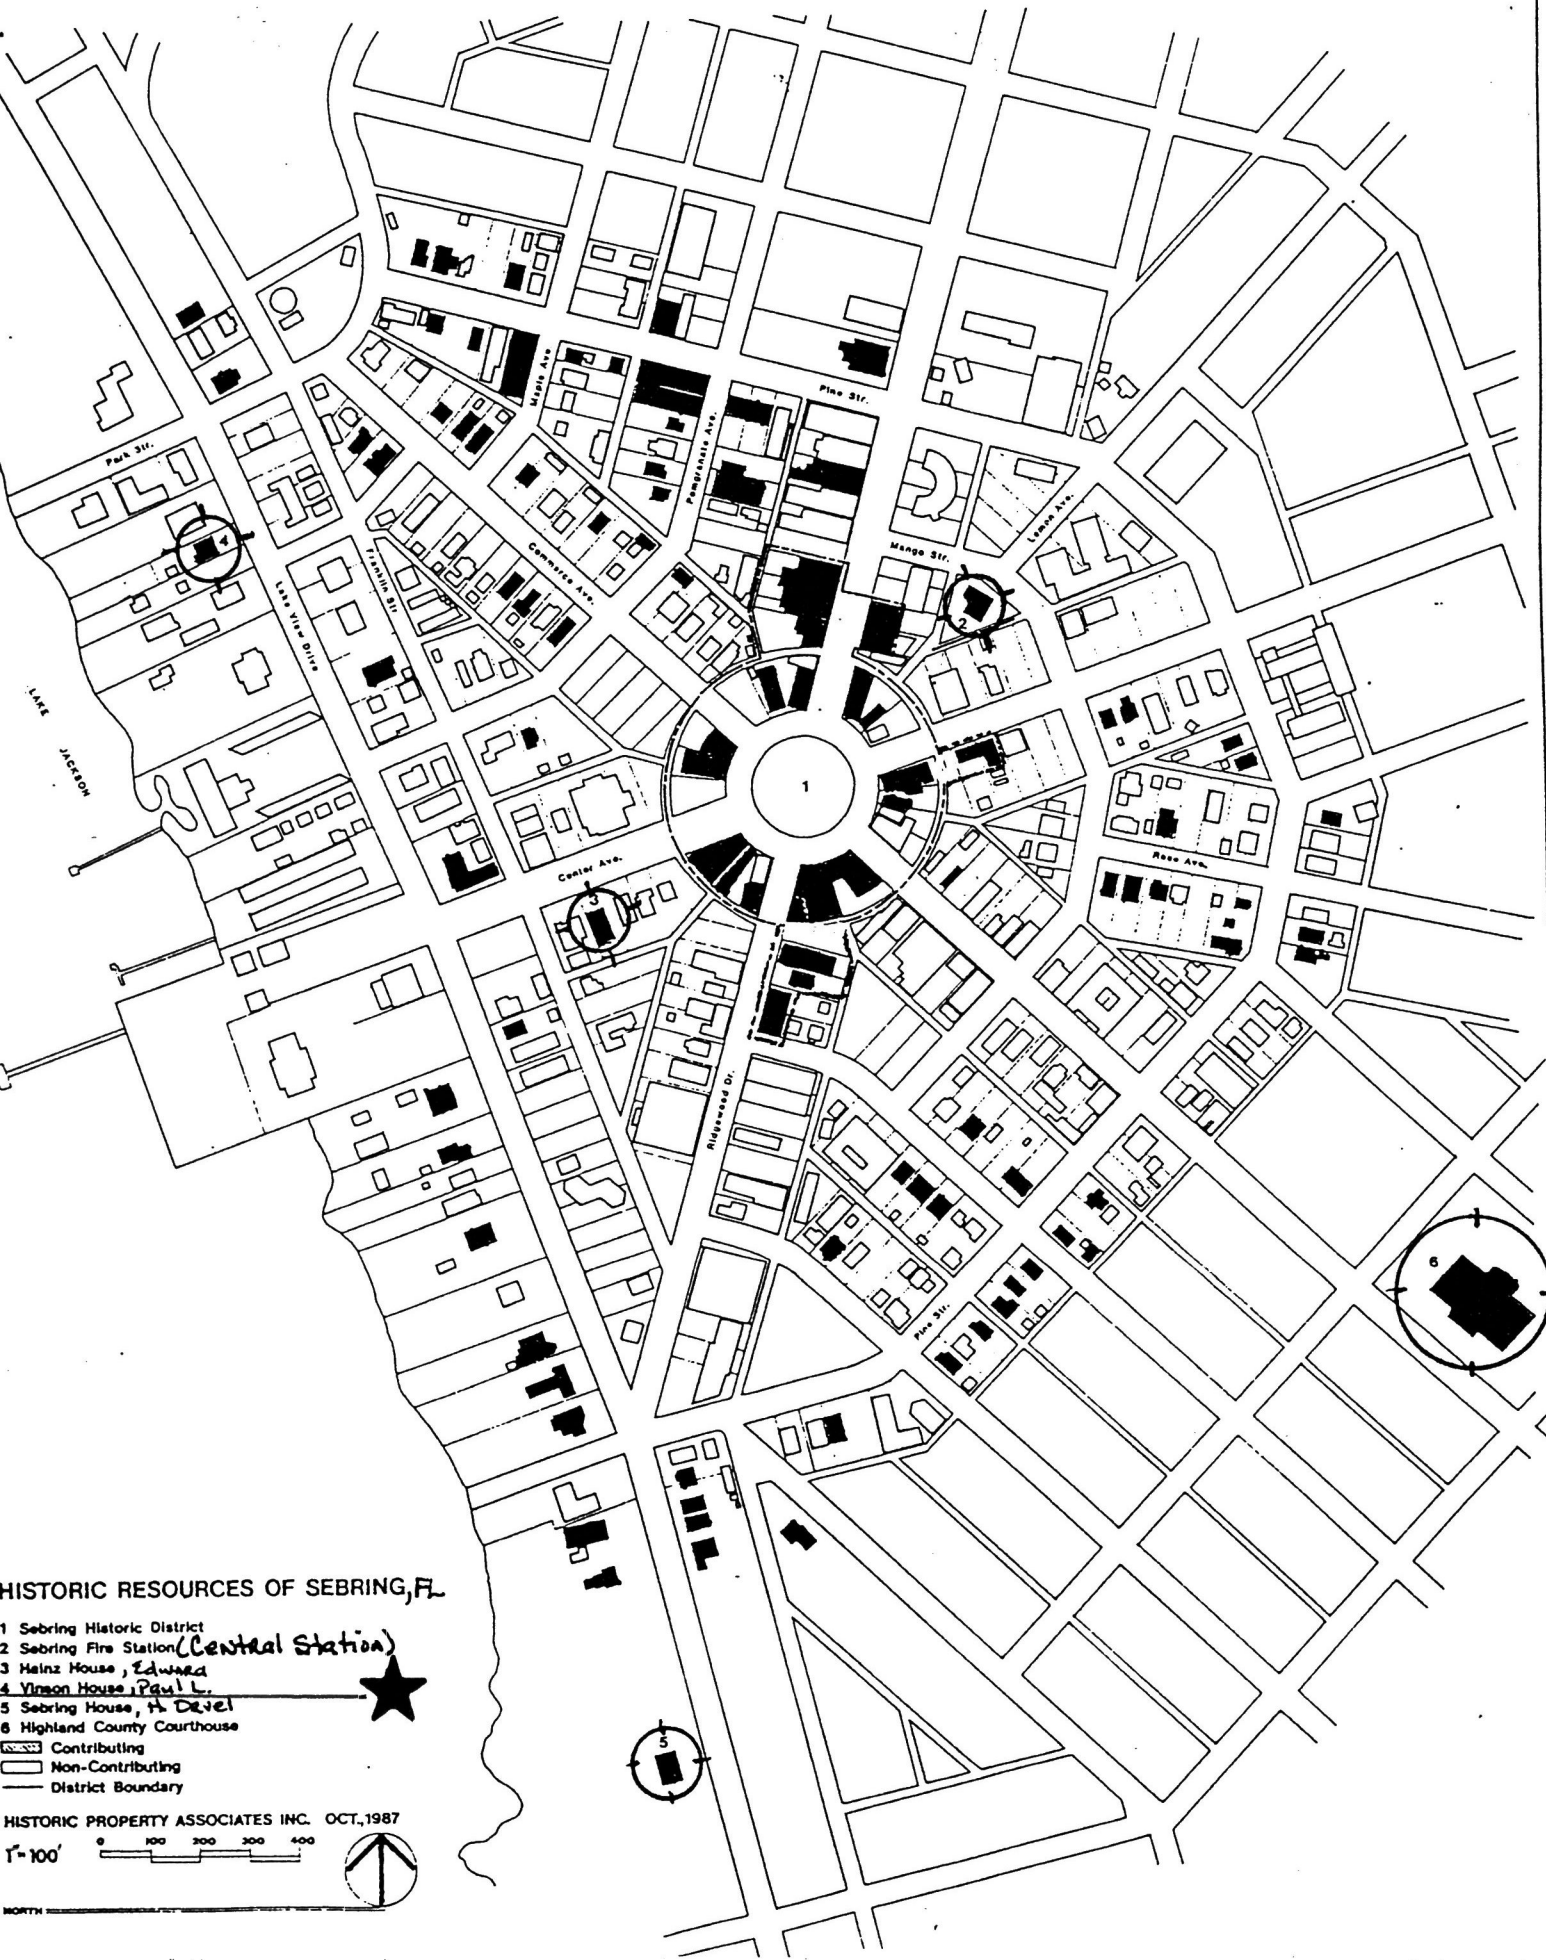 Maple Ave
Pine Str.
Pomgranate Ave.
Park Str.
Lemon Ave.
Mango Str.
4
Commerce Ave.
Franklin Str
Lake View Drive
2
LAKE JACKSON
1
Rose Ave.
Center Ave.
3
Ridgewood Dr.
6
Pine Str.
HISTORIC RESOURCES OF SEBRING, FL
1 Sebring Historic District
2 Sebring Fire Station (Central Station)
3 Hainz House, Edward
4 Vinson House, Paul L.
5 Sebring House, H. Devel
6 Highland County Courthouse
Contributing
Non-Contributing
District Boundary
5
HISTORIC PROPERTY ASSOCIATES INC. OCT., 1987
1"=100' 0 100 200 300 400
NORTH